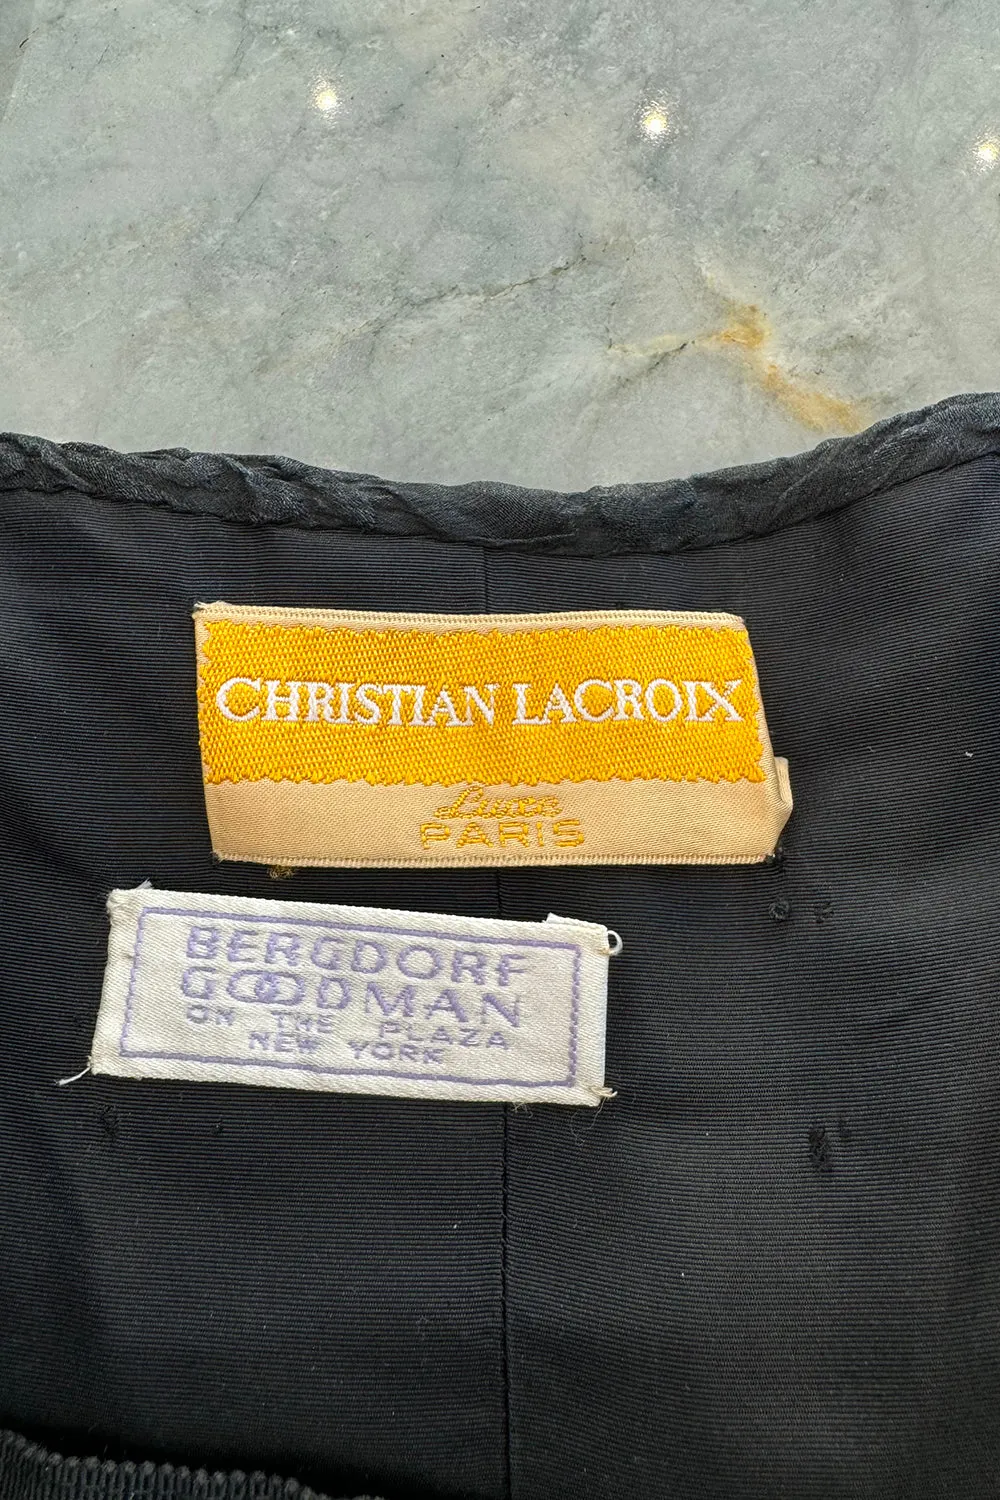 CHRISTIAN LACROIX
Luxe
PARIS
BERGDORF
GOODMAN
ON THE PLAZA
NEW YORK